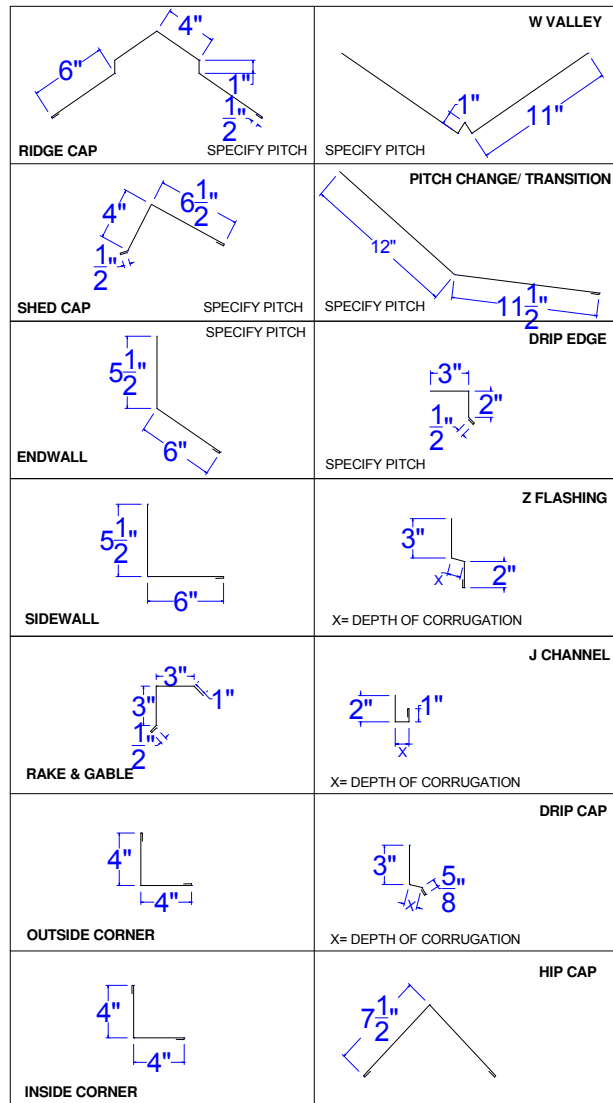 4"
6"
1"
1/2"
RIDGE CAP
SPECIFY PITCH
W VALLEY
1"
11"
SPECIFY PITCH
4"
6 1/2"
1/2"
SHED CAP
SPECIFY PITCH
PITCH CHANGE/ TRANSITION
12"
11 1/2"
SPECIFY PITCH
SPECIFY PITCH
5 1/2"
6"
ENDWALL
DRIP EDGE
3"
2"
1/2"
SPECIFY PITCH
5 1/2"
6"
SIDEWALL
Z FLASHING
3"
X
2"
X= DEPTH OF CORRUGATION
3"
3"
1"
1/2"
RAKE & GABLE
J CHANNEL
2"
1"
X
X= DEPTH OF CORRUGATION
4"
4"
OUTSIDE CORNER
DRIP CAP
3"
5/8"
X
X= DEPTH OF CORRUGATION
4"
4"
INSIDE CORNER
HIP CAP
7 1/2"